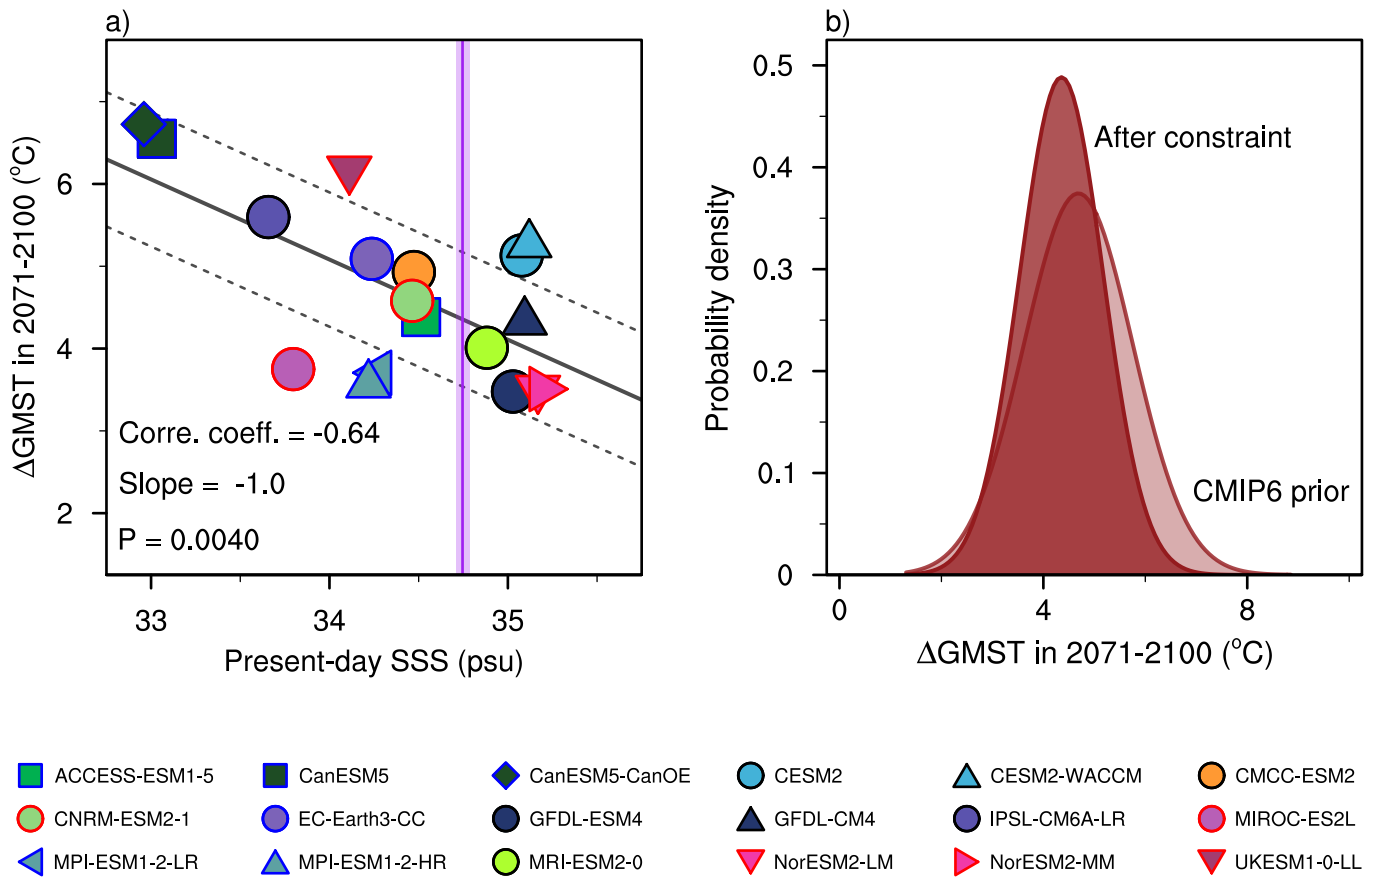 a)
ΔGMST in 2071-2100 (°C)
6
4
2
Corre. coeff. = -0.64
Slope = -1.0
P = 0.0040
33
34
35
Present-day SSS (psu)
b)
Probability density
0.5
0.4
0.3
0.2
0.1
0
After constraint
CMIP6 prior
0
4
8
ΔGMST in 2071-2100 (°C)
ACCESS-ESM1-5
CanESM5
CanESM5-CanOE
CESM2
CESM2-WACCM
CMCC-ESM2
CNRM-ESM2-1
EC-Earth3-CC
GFDL-ESM4
GFDL-CM4
IPSL-CM6A-LR
MIROC-ES2L
MPI-ESM1-2-LR
MPI-ESM1-2-HR
MRI-ESM2-0
NorESM2-LM
NorESM2-MM
UKESM1-0-LL